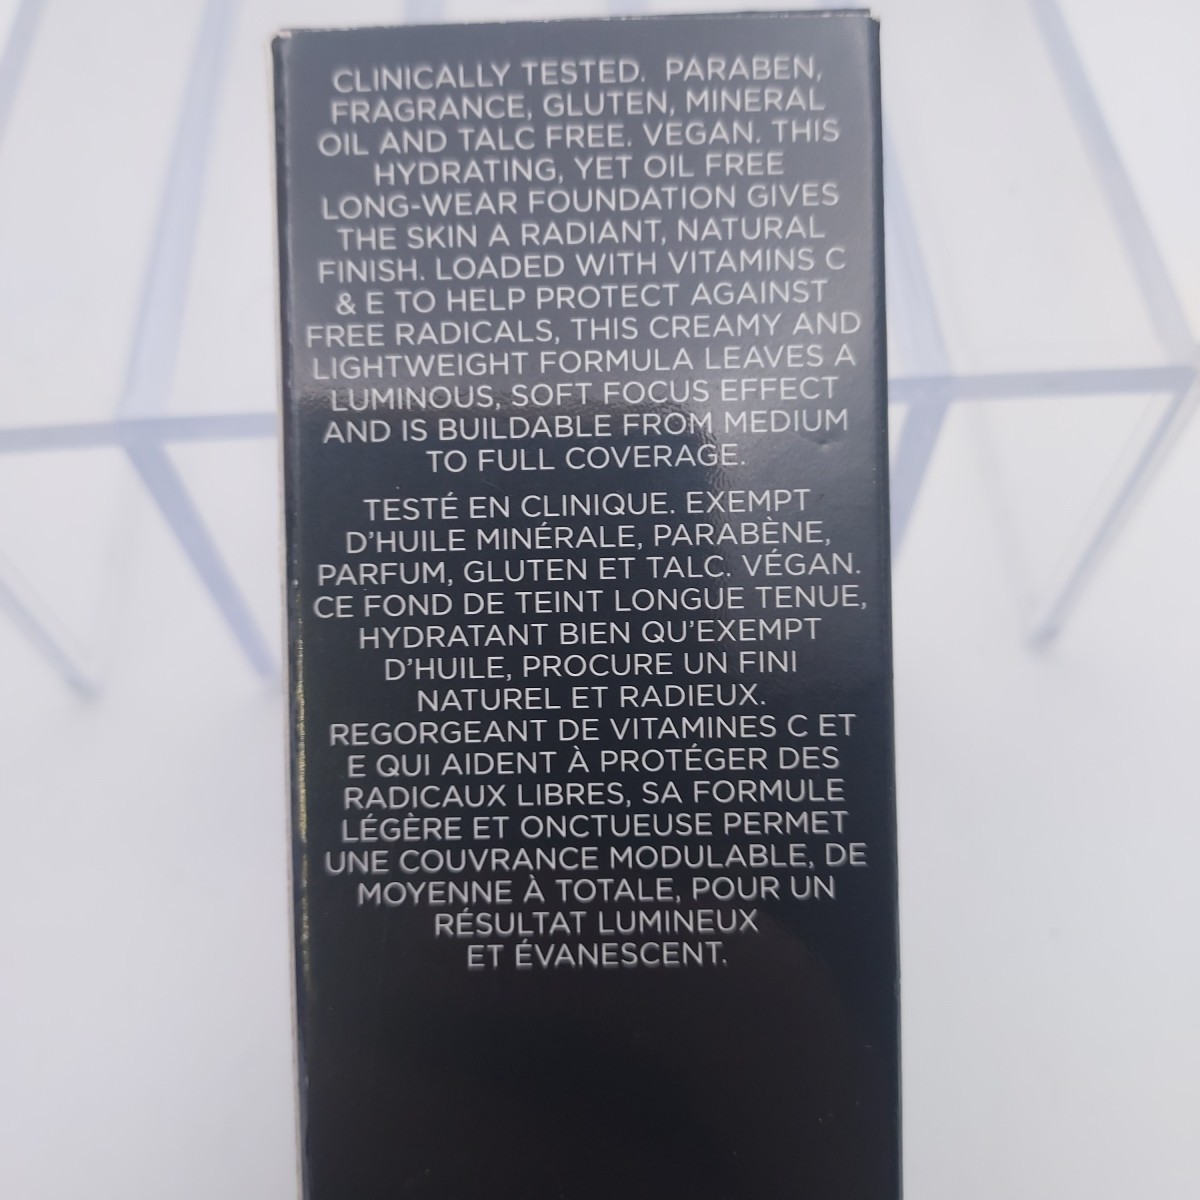 CLINICALLY TESTED. PARABEN,
FRAGRANCE, GLUTEN, MINERAL
OIL AND TALC FREE. VEGAN. THIS
HYDRATING, YET OIL FREE
LONG-WEAR FOUNDATION GIVES
THE SKIN A RADIANT, NATURAL
FINISH. LOADED WITH VITAMINS C
& E TO HELP PROTECT AGAINST
FREE RADICALS, THIS CREAMY AND
LIGHTWEIGHT FORMULA LEAVES A
LUMINOUS, SOFT FOCUS EFFECT
AND IS BUILDABLE FROM MEDIUM
TO FULL COVERAGE.
TESTÉ EN CLINIQUE. EXEMPT
D'HUILE MINÉRALE, PARABÈNE,
PARFUM, GLUTEN ET TALC. VÉGAN.
CE FOND DE TEINT LONGUE TENUE,
HYDRATANT BIEN QU'EXEMPT
D'HUILE, PROCURE UN FINI
NATUREL ET RADIEUX.
REGORGEANT DE VITAMINES C ET
E QUI AIDENT À PROTÉGER DES
RADICAUX LIBRES, SA FORMULE
LÉGÈRE ET ONCTUEUSE PERMET
UNE COUVRANCE MODULABLE, DE
MOYENNE À TOTALE, POUR UN
RÉSULTAT LUMINEUX
ET ÉVANESCENT.